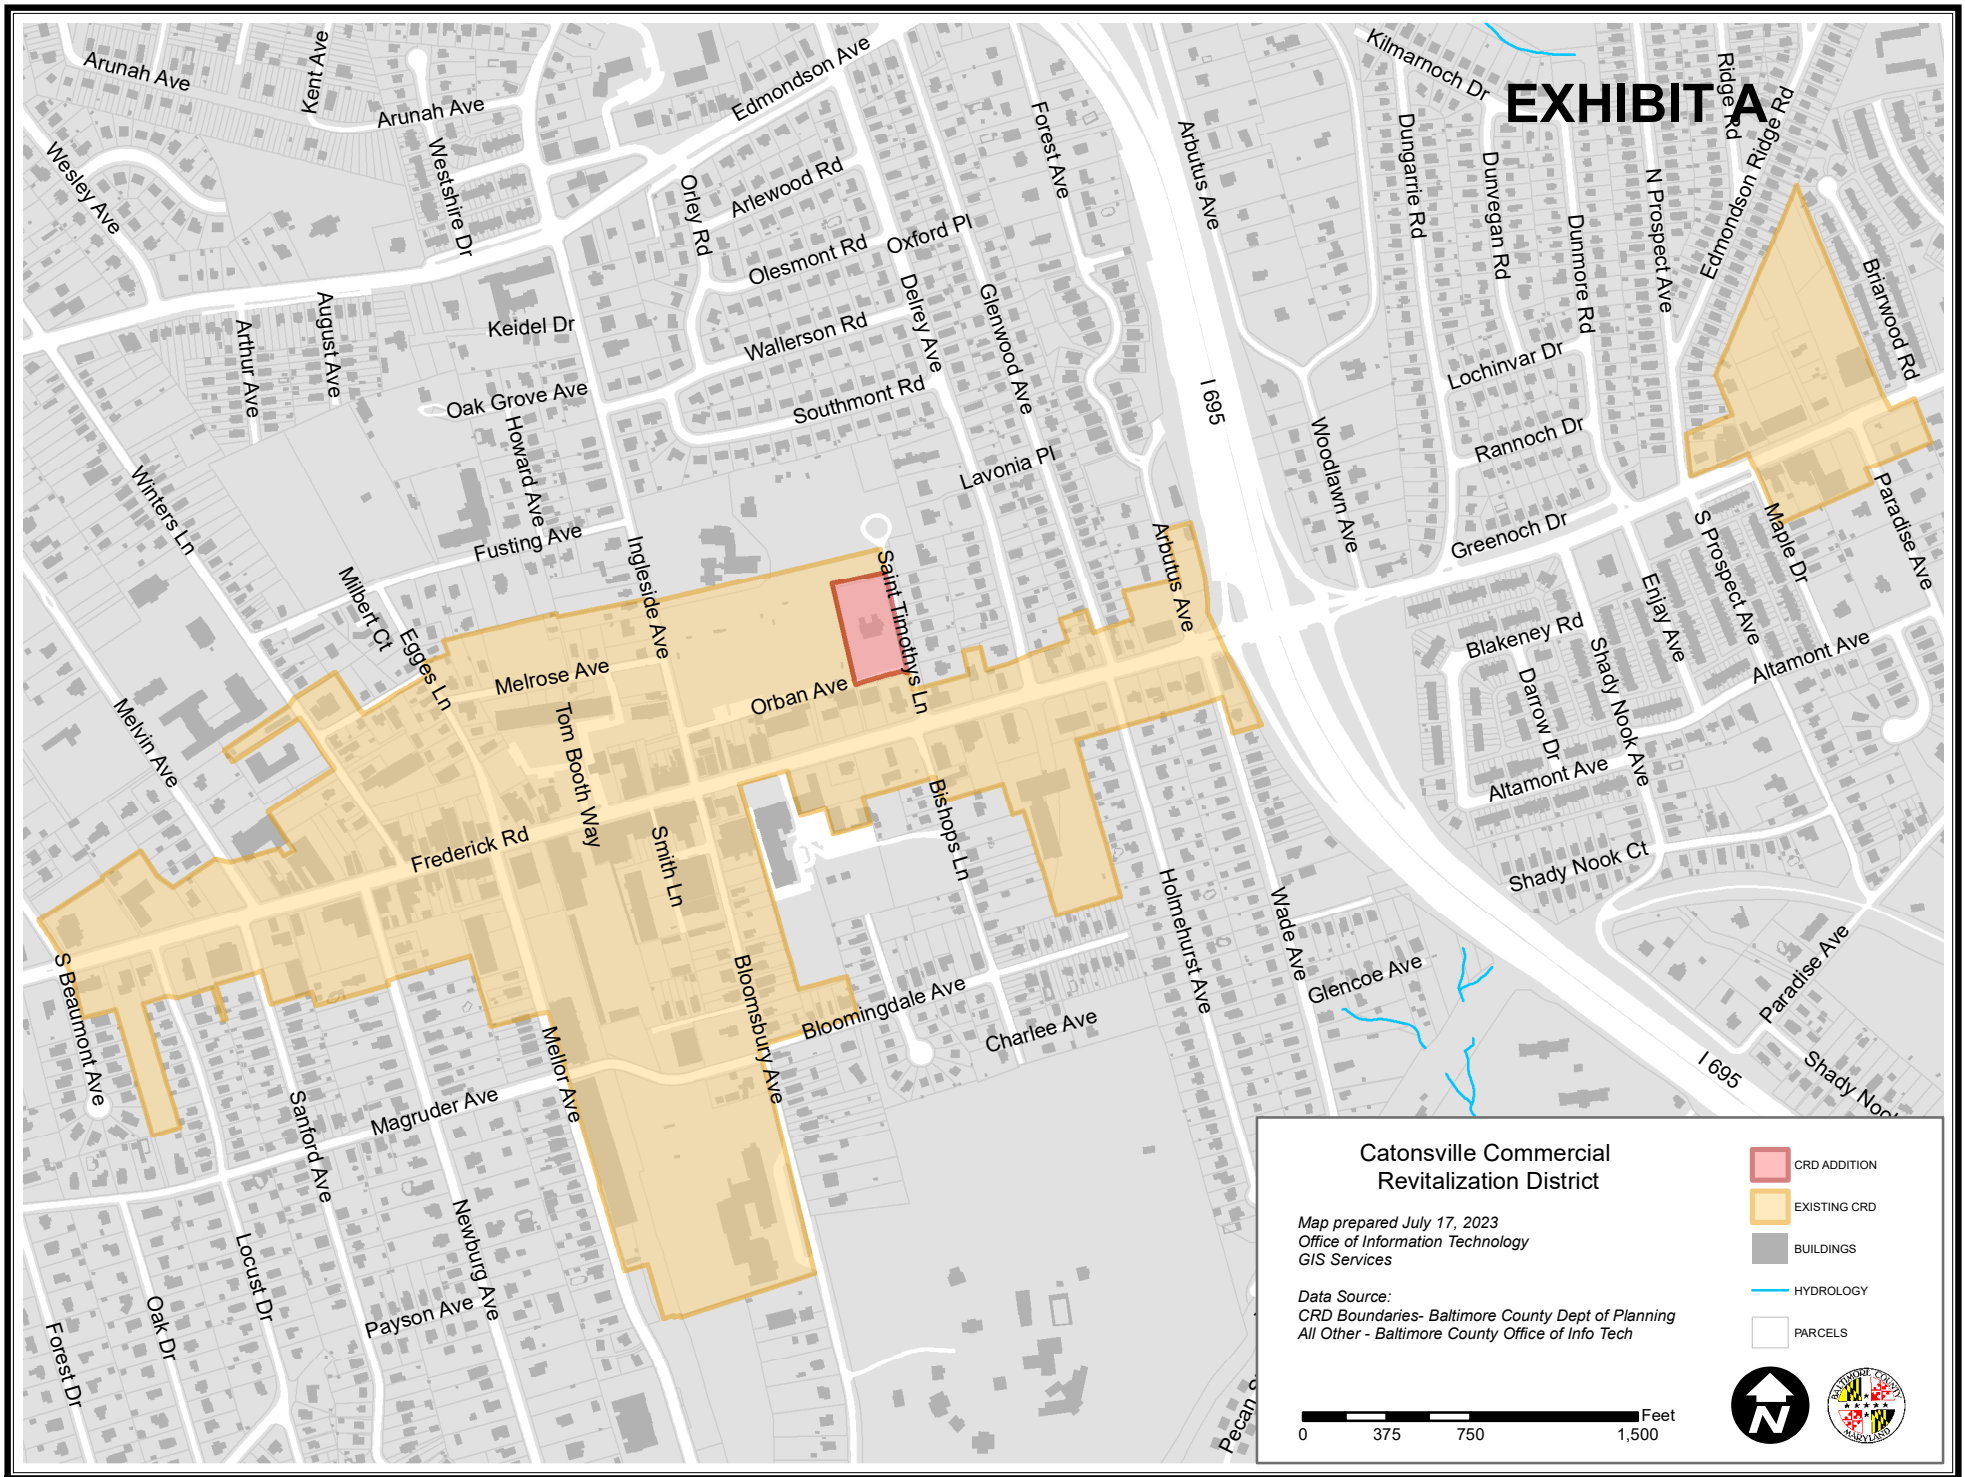 EXHIBIT A
Arunah Ave
Kent Ave
Arunah Ave
Edmondson Ave
Kilmarnoch Dr
Ridge Rd
Edmondson Ridge Rd
Wesley Ave
Westshire Dr
Orley Rd
Arlewood Rd
Forest Ave
Arbutus Ave
Dungarrie Rd
Dunvegan Rd
Dunmore Rd
N Prospect Ave
Olesmont Rd
Oxford Pl
Delrey Ave
Glenwood Ave
Briarwood Rd
August Ave
Arthur Ave
Keidel Dr
Wallerson Rd
Oak Grove Ave
Howard Ave
Southmont Rd
I 695
Lochinvar Dr
Rannoch Dr
Woodlawn Ave
Winters Ln
Lavonia Pl
Fusting Ave
Ingleside Ave
Greenoch Dr
S Prospect Ave
Maple Dr
Paradise Ave
Milbert Ct
Egges Ln
Saint Timothys Ln
Arbutus Ave
Enjay Ave
Blakeney Rd
Shady Nook Ave
Altamont Ave
Melrose Ave
Orban Ave
Darrow Dr
Melvin Ave
Tom Booth Way
Altamont Ave
Frederick Rd
Smith Ln
Bishops Ln
Shady Nook Ct
Holmehurst Ave
Wade Ave
S Beaumont Ave
Bloomsbury Ave
Bloomingdale Ave
Glencoe Ave
Paradise Ave
Charlee Ave
Mellor Ave
Magruder Ave
Sanford Ave
I 695
Shady Nook
Newburg Ave
Locust Dr
Oak Dr
Payson Ave
Forest Dr
Catonsville Commercial
Revitalization District
Map prepared July 17, 2023
Office of Information Technology
GIS Services
Data Source:
CRD Boundaries- Baltimore County Dept of Planning
All Other - Baltimore County Office of Info Tech
CRD ADDITION
EXISTING CRD
BUILDINGS
HYDROLOGY
PARCELS
Feet
0 375 750 1,500
N
BALTIMORE COUNTY
MARYLAND
Pecan